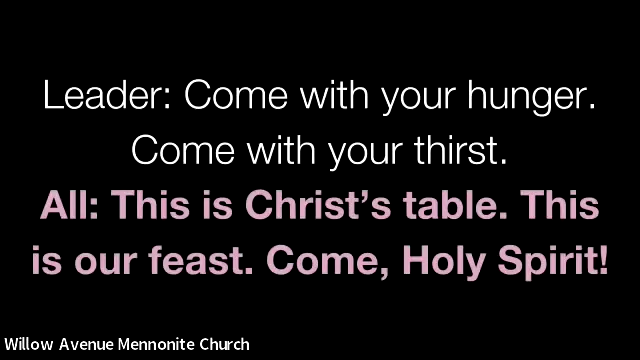 Leader: Come with your hunger.
Come with your thirst.
All: This is Christ’s table. This
is our feast. Come, Holy Spirit!
Willow Avenue Mennonite Church